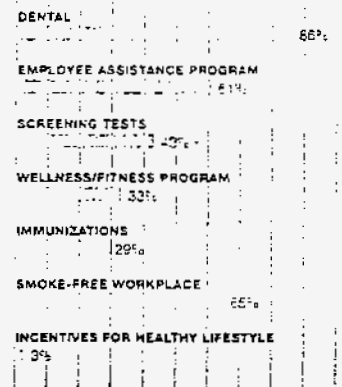 DENTAL
86%
EMPLOYEE ASSISTANCE PROGRAM
61%
SCREENING TESTS
WELLNESS/FITNESS PROGRAM
33%
IMMUNIZATIONS
29%
SMOKE-FREE WORKPLACE
65%
INCENTIVES FOR HEALTHY LIFESTYLE
3%